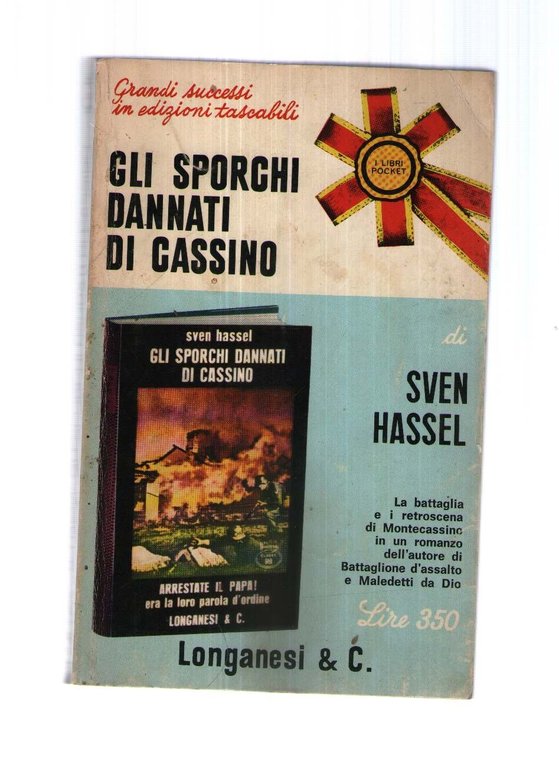 Grandi successi
in edizioni tascabili
I LIBRI
POCKET
GLI SPORCHI
DANNATI
DI CASSINO
di
SVEN
HASSEL
sven hassel
GLI SPORCHI DANNATI
DI CASSINO
ARRESTATE IL PAPA!
era la loro parola d'ordine
LONGANESI & C.
La battaglia
e i retroscena
di Montecassino
in un romanzo
dell'autore di
Battaglione d'assalto
e Maledetti da Dio
Lire 350
Longanesi & C.